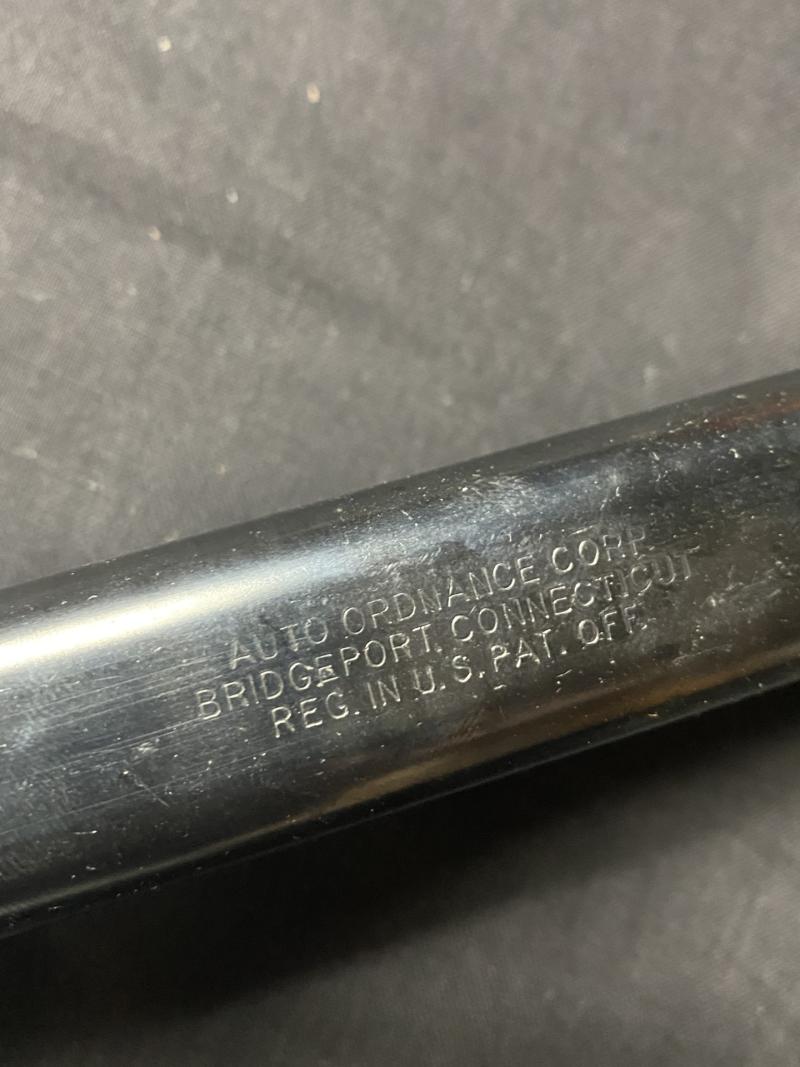 AUTO ORDNANCE CORP.
BRIDGEPORT. CONNECTICUT
REG. IN U.S. PAT. OFF.